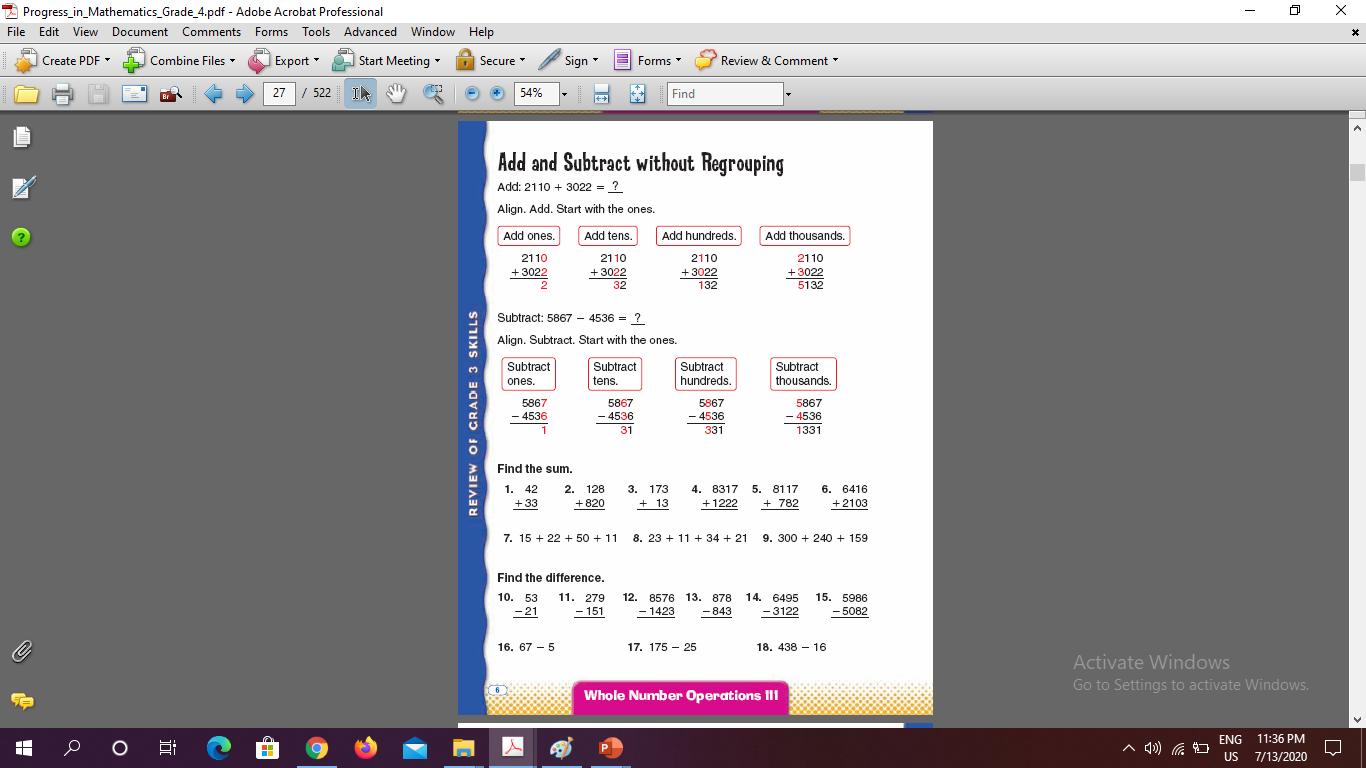 Progress_in_Mathematics_Grade_4.pdf - Adobe Acrobat Professional
File Edit View Document Comments Forms Tools Advanced Window Help
Create PDF Combine Files Export Start Meeting Secure Sign Forms Review & Comment
27 / 522 54% Find
Add and Subtract without Regrouping
Add: 2110 + 3022 = ?
Align. Add. Start with the ones.
Add ones. Add tens. Add hundreds. Add thousands.
2110 2110 2110 2110
+ 3022 + 3022 + 3022 + 3022
2 32 132 5132
Subtract: 5867 − 4536 = ?
Align. Subtract. Start with the ones.
Subtract Subtract Subtract Subtract
ones. tens. hundreds. thousands.
5867 5867 5867 5867
− 4536 − 4536 − 4536 − 4536
1 31 331 1331
REVIEW OF GRADE 3 SKILLS
Find the sum.
1. 42 2. 128 3. 173 4. 8317 5. 8117 6. 6416
+ 33 + 820 + 13 + 1222 + 782 + 2103
7. 15 + 22 + 50 + 11 8. 23 + 11 + 34 + 21 9. 300 + 240 + 159
Find the difference.
10. 53 11. 279 12. 8576 13. 878 14. 6495 15. 5986
− 21 − 151 − 1423 − 843 − 3122 − 5082
16. 67 − 5 17. 175 − 25 18. 438 − 16
6
Whole Number Operations III
Activate Windows
Go to Settings to activate Windows.
ENG 11:36 PM
US 7/13/2020